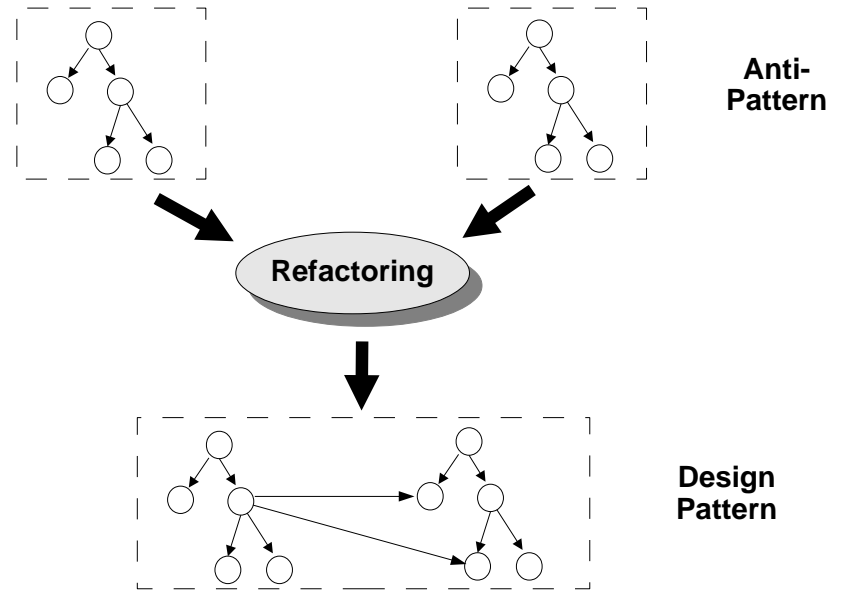 Anti-
Pattern
Refactoring
Design
Pattern